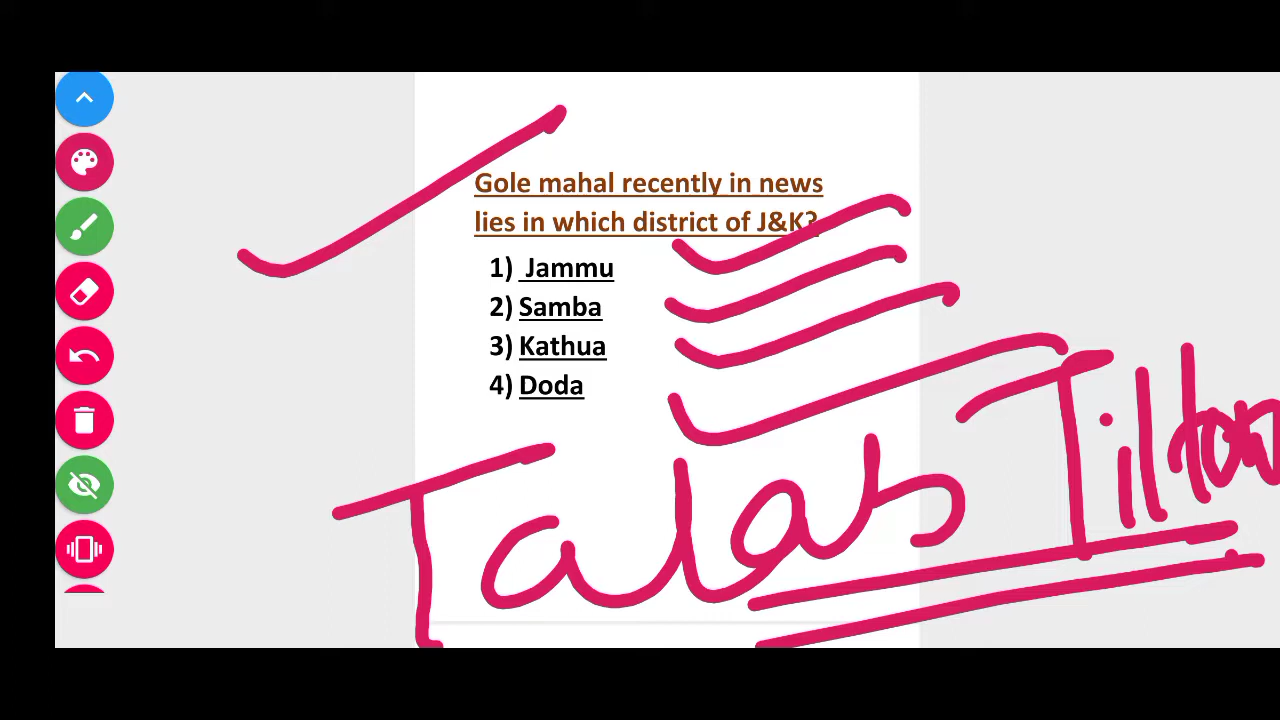 Gole mahal recently in news
lies in which district of J&K?
1) Jammu
2) Samba
3) Kathua
4) Doda
Talab Tillow